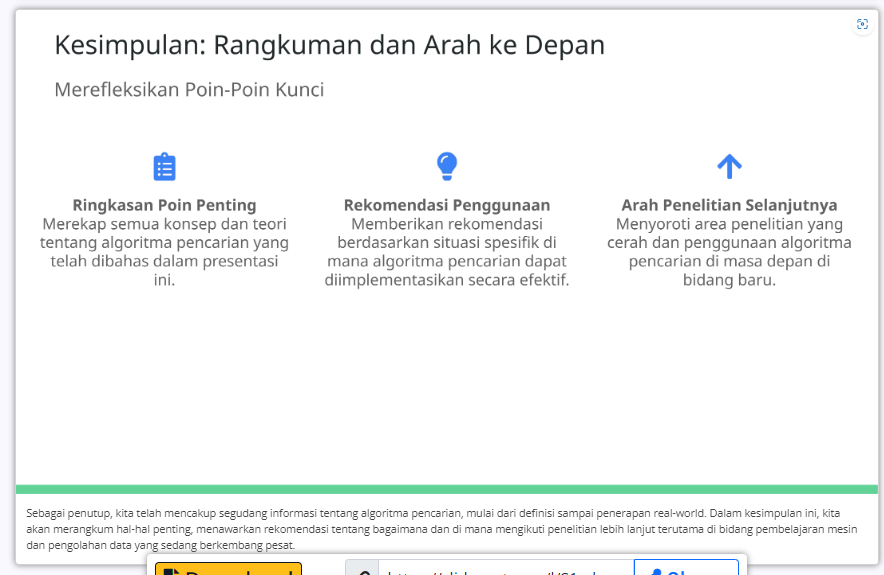 Kesimpulan: Rangkuman dan Arah ke Depan
Merefleksikan Poin-Poin Kunci
Ringkasan Poin Penting
Merekap semua konsep dan teori
tentang algoritma pencarian yang
telah dibahas dalam presentasi
ini.
Rekomendasi Penggunaan
Memberikan rekomendasi
berdasarkan situasi spesifik di
mana algoritma pencarian dapat
diimplementasikan secara efektif.
Arah Penelitian Selanjutnya
Menyoroti area penelitian yang
cerah dan penggunaan algoritma
pencarian di masa depan di
bidang baru.
Sebagai penutup, kita telah mencakup segudang informasi tentang algoritma pencarian, mulai dari definisi sampai penerapan real-world. Dalam kesimpulan ini, kita
akan merangkum hal-hal penting, menawarkan rekomendasi tentang bagaimana dan di mana mengikuti penelitian lebih lanjut terutama di bidang pembelajaran mesin
dan pengolahan data yang sedang berkembang pesat.